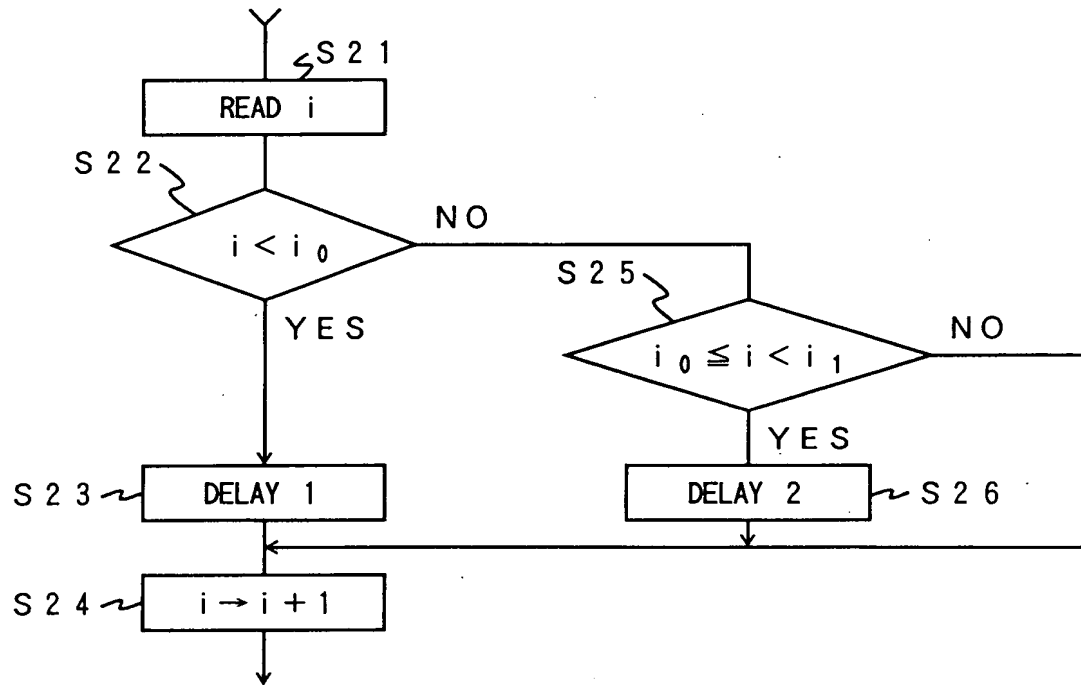 S21
READ i
S22
i < i₀
NO
YES
S25
i₀ ≦ i < i₁
NO
YES
S23
DELAY 1
DELAY 2
S26
S24
i → i + 1